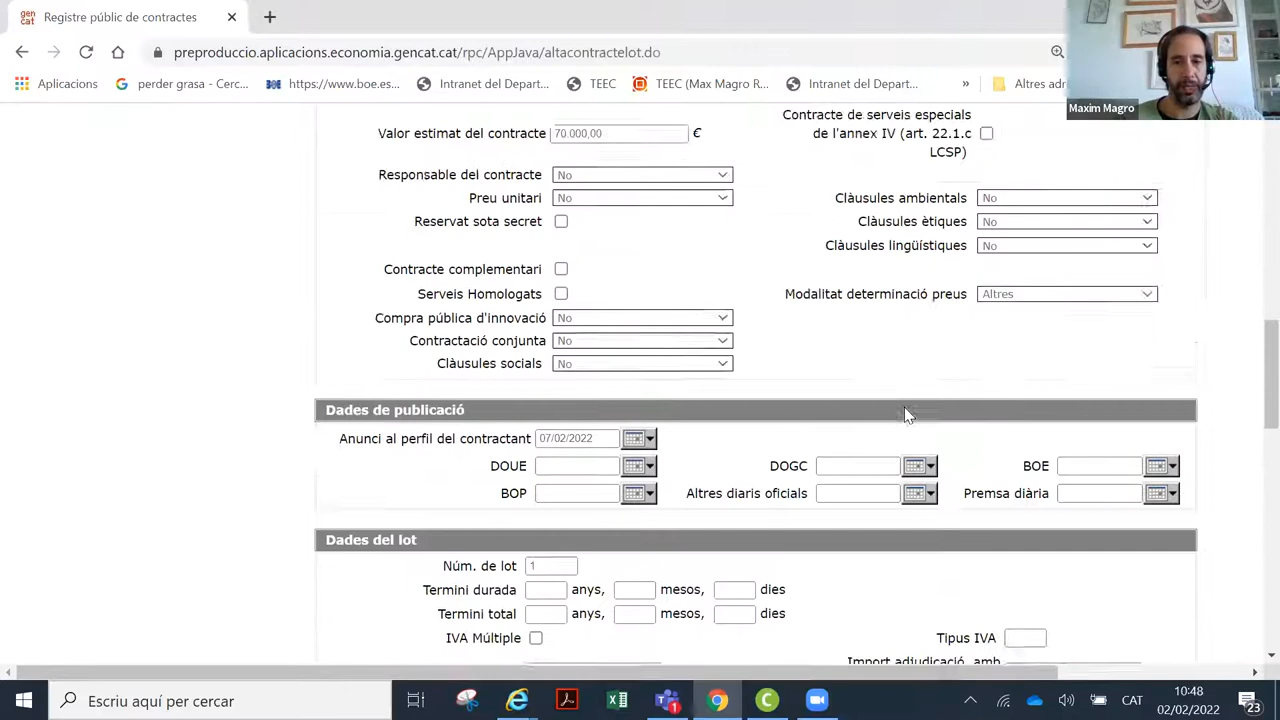 gen
cat
Registre públic de contractes
preproduccio.aplicacions.economia.gencat.cat/rpc/AppJava/altacontractelot.do
Aplicacions
perder grasa - Cerc...
https://www.boe.es...
Intranet del Depart...
TEEC
TEEC (Max Magro R...
Intranet del Depart...
»
Altres adr
Maxim Magro
Valor estimat del contracte 70.000,00 €
Contracte de serveis especials
de l'annex IV (art. 22.1.c
LCSP)
Responsable del contracte No
Preu unitari No
Clàusules ambientals No
Reservat sota secret
Clàusules ètiques No
Clàusules lingüístiques No
Contracte complementari
Serveis Homologats
Modalitat determinació preus Altres
Compra pública d'innovació No
Contractació conjunta No
Clàusules socials No
Dades de publicació
Anunci al perfil del contractant 07/02/2022
DOUE DOGC BOE
BOP Altres diaris oficials Premsa diària
Dades del lot
Núm. de lot 1
Termini durada anys, mesos, dies
Termini total anys, mesos, dies
IVA Múltiple Tipus IVA
Import adjudicació, amb
Escriu aquí per cercar
1
CAT
10:48
02/02/2022
23